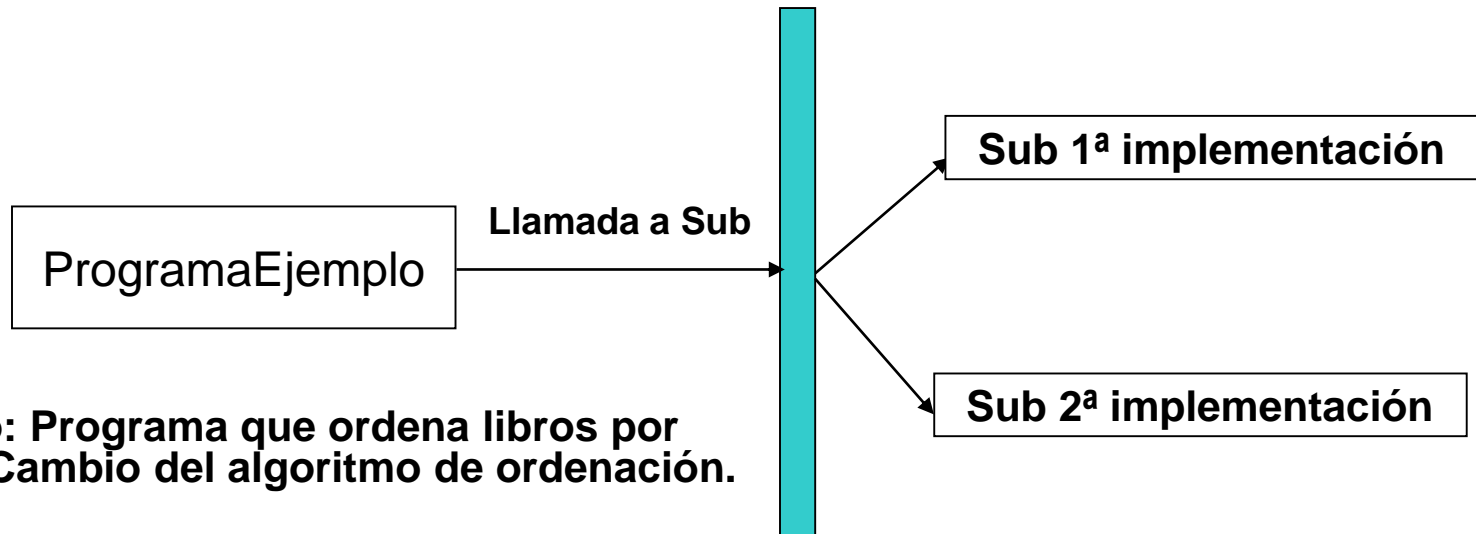 Sub 1ª implementación
Llamada a Sub
ProgramaEjemplo
Sub 2ª implementación
: Programa que ordena libros por
Cambio del algoritmo de ordenación.